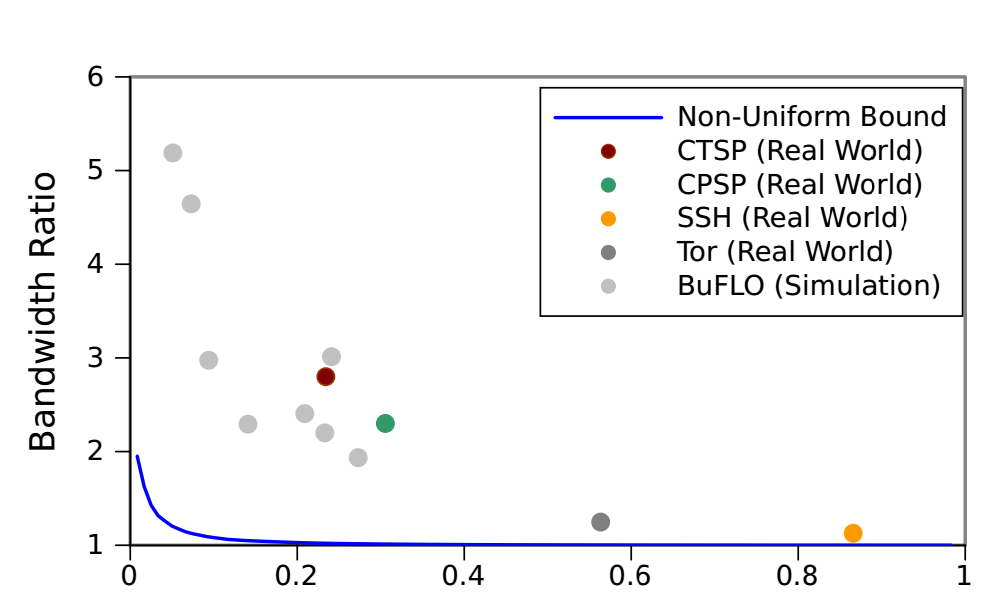 6
5
4
3
2
1
Bandwidth Ratio
Non-Uniform Bound
CTSP (Real World)
CPSP (Real World)
SSH (Real World)
Tor (Real World)
BuFLO (Simulation)
0
0.2
0.4
0.6
0.8
1